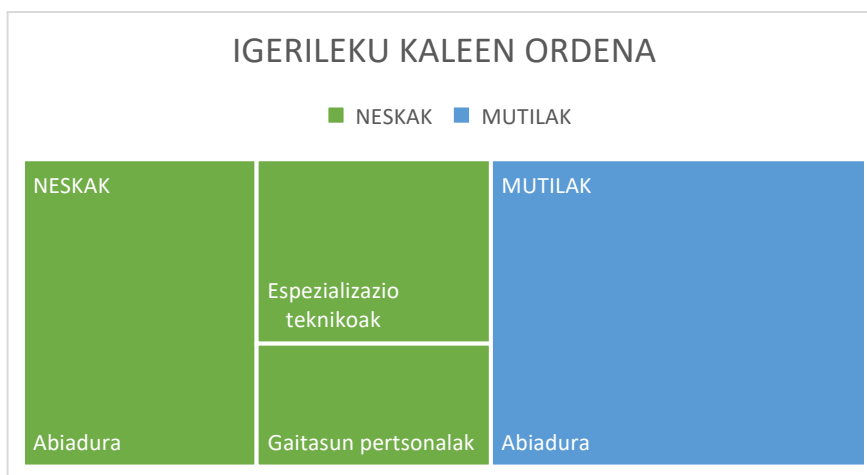 IGERILEKU KALEEN ORDENA
NESKAK MUTILAK
NESKAK
Abiadura
Espezializazio
teknikoak
Gaitasun pertsonalak
MUTILAK
Abiadura